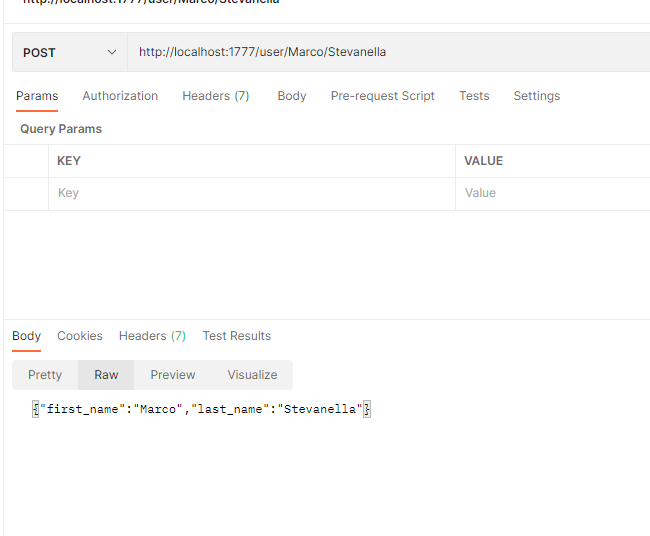 http://localhost:1777/user/Marco/Stevanella
POST http://localhost:1777/user/Marco/Stevanella
Params Authorization Headers (7) Body Pre-request Script Tests Settings
Query Params
KEY VALUE
Key Value
Body Cookies Headers (7) Test Results
Pretty Raw Preview Visualize
{"first_name":"Marco","last_name":"Stevanella"}